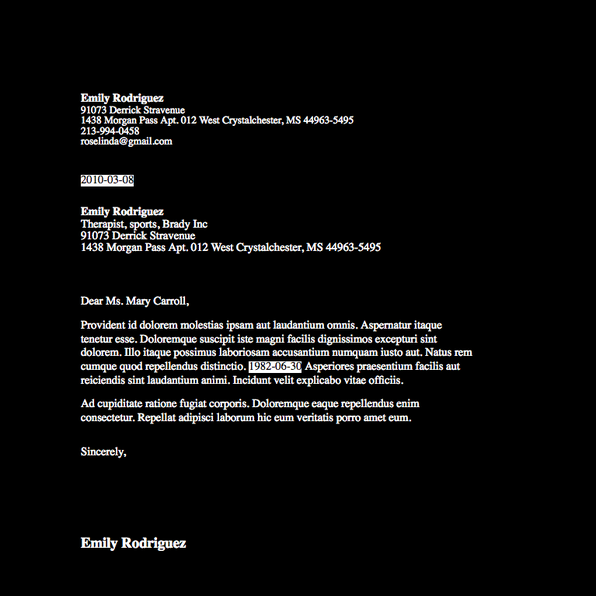 Emily Rodriguez
91073 Derrick Stravenue
1438 Morgan Pass Apt. 012 West Crystalchester, MS 44963-5495
213-994-0458
roselinda@gmail.com
2010-03-08
Emily Rodriguez
Therapist, sports, Brady Inc
91073 Derrick Stravenue
1438 Morgan Pass Apt. 012 West Crystalchester, MS 44963-5495
Dear Ms. Mary Carroll,
Provident id dolorem molestias ipsam aut laudantium omnis. Aspernatur itaque
tenetur esse. Doloremque suscipit iste magni facilis dignissimos excepturi sint
dolorem. Illo itaque possimus laboriosam accusantium numquam iusto aut. Natus rem
cumque quod repellendus distinctio. 1982-06-30 Asperiores praesentium facilis aut
reiciendis sint laudantium animi. Incidunt velit explicabo vitae officiis.
Ad cupiditate ratione fugiat corporis. Doloremque eaque repellendus enim
consectetur. Repellat adipisci laborum hic eum veritatis porro amet eum.
Sincerely,
Emily Rodriguez